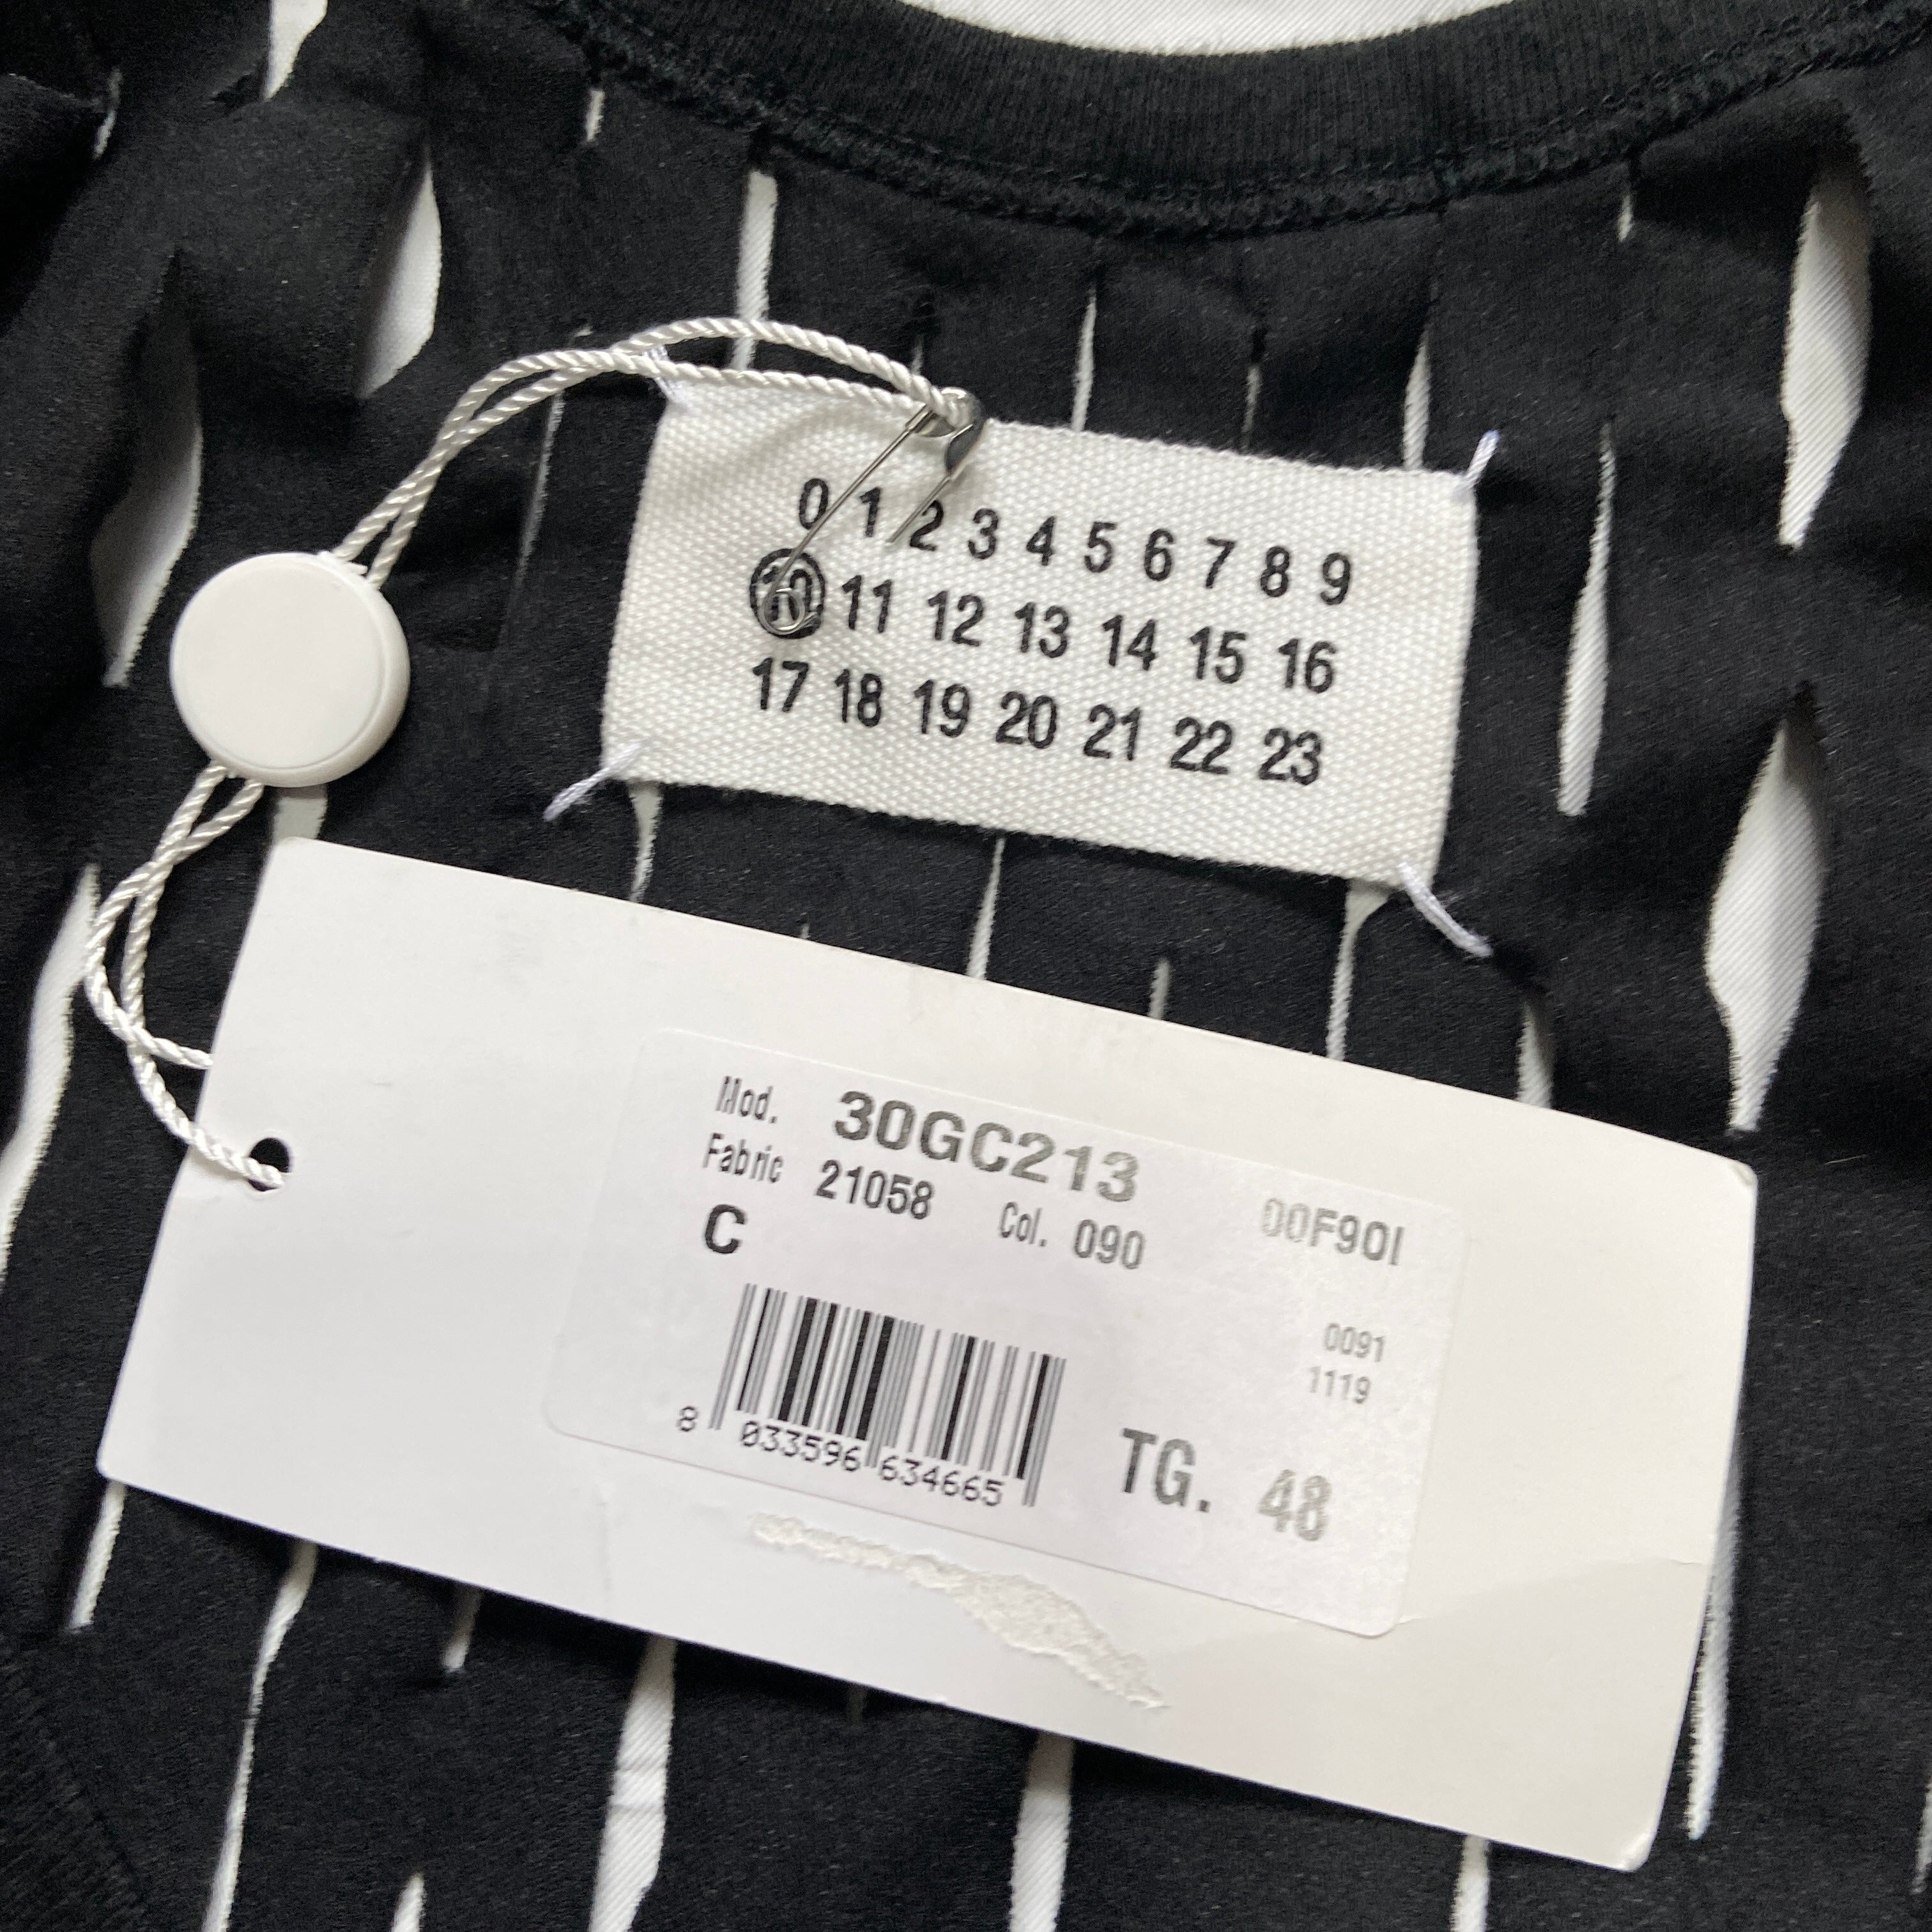 0 1 2 3 4 5 6 7 8 9
10 11 12 13 14 15 16
17 18 19 20 21 22 23
Mod. 30GC213
Fabric 21058 Col. 090 00F90I
C
0091
1119
8 033596 634665
TG. 48